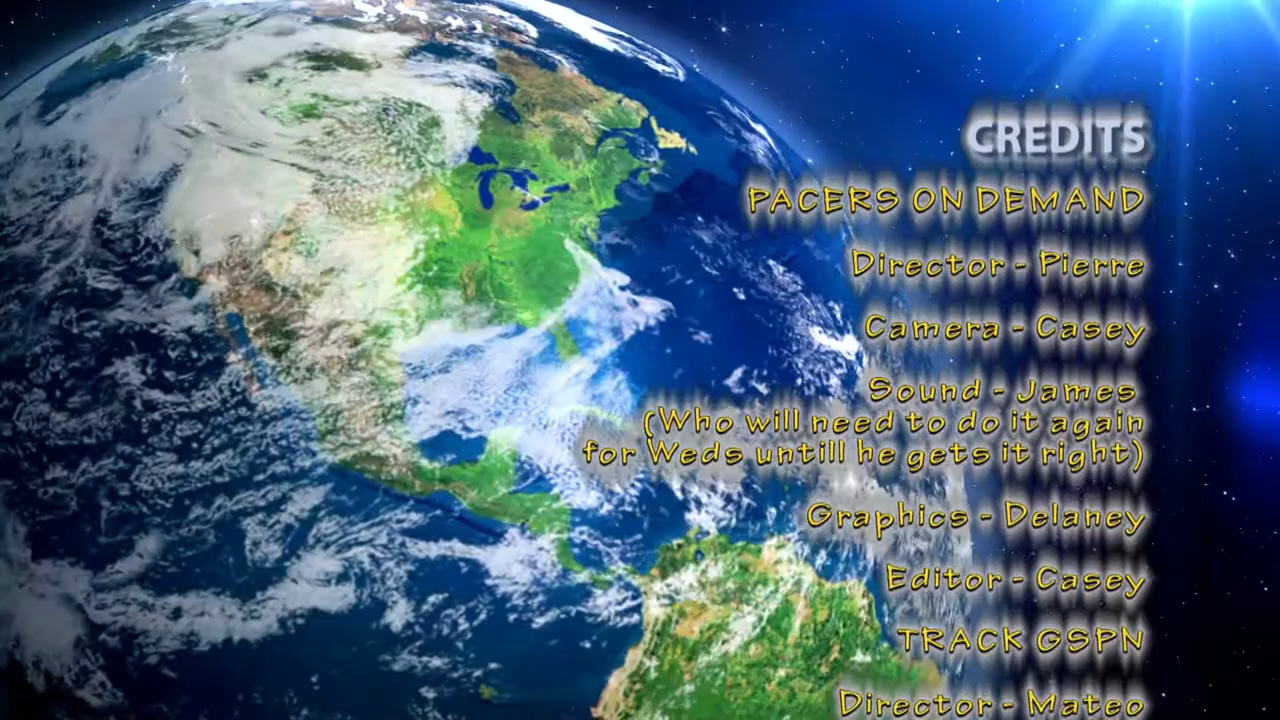 CREDITS
PACERS ON DEMAND
Director - Pierre
Camera - Casey
Sound - James
(Who will need to do it again
for Weds untill he gets it right)
Graphics - Delaney
Editor - Casey
TRACK GSPN
Director - Mateo